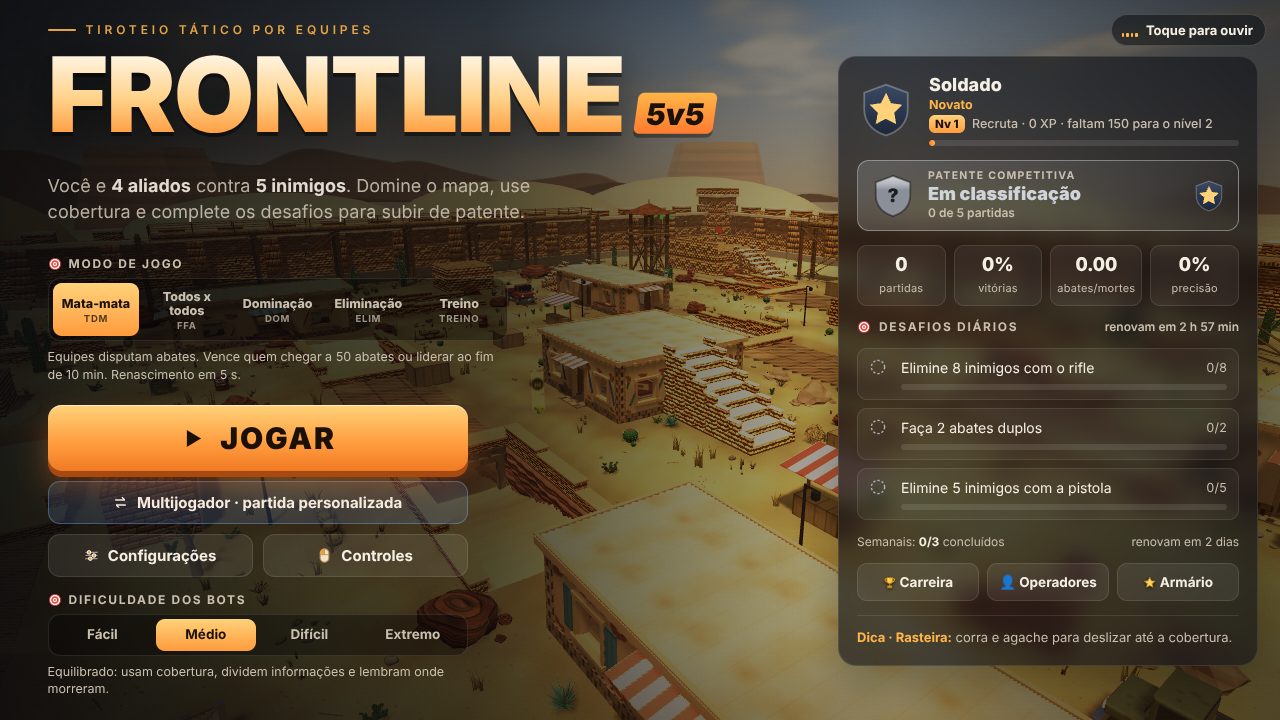 TIROTEIO TÁTICO POR EQUIPES
FRONTLINE 5v5
Você e 4 aliados contra 5 inimigos. Domine o mapa, use
cobertura e complete os desafios para subir de patente.
MODO DE JOGO
Mata-mata
TDM
Todos x
todos
FFA
Dominação
DOM
Eliminação
ELIM
Treino
TREINO
Equipes disputam abates. Vence quem chegar a 50 abates ou liderar ao fim
de 10 min. Renascimento em 5 s.
JOGAR
Multijogador · partida personalizada
Configurações
Controles
DIFICULDADE DOS BOTS
Fácil
Médio
Difícil
Extremo
Equilibrado: usam cobertura, dividem informações e lembram onde
morreram.
Toque para ouvir
Soldado
Novato
Nv 1 Recruta · 0 XP · faltam 150 para o nível 2
PATENTE COMPETITIVA
? Em classificação
0 de 5 partidas
0
partidas
0%
vitórias
0.00
abates/mortes
0%
precisão
DESAFIOS DIÁRIOS renovam em 2 h 57 min
Elimine 8 inimigos com o rifle 0/8
Faça 2 abates duplos 0/2
Elimine 5 inimigos com a pistola 0/5
Semanais: 0/3 concluídos renovam em 2 dias
Carreira
Operadores
Armário
Dica · Rasteira: corra e agache para deslizar até a cobertura.